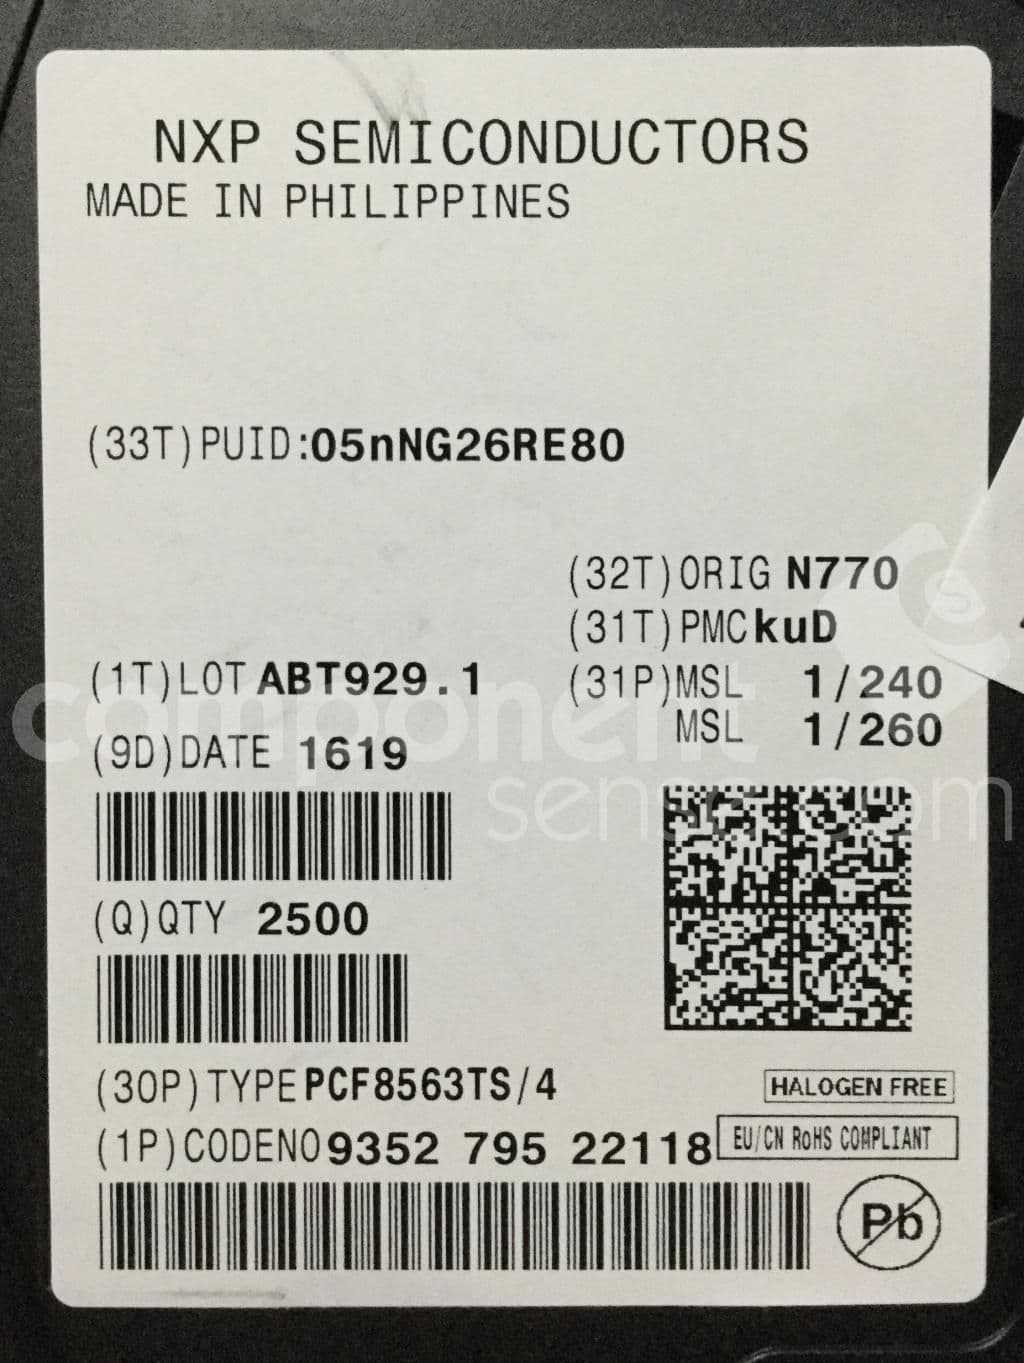 NXP SEMICONDUCTORS
MADE IN PHILIPPINES
(33T)PUID:05nNG26RE80
(32T)ORIG N770
(31T)PMC kuD
(1T)LOT ABT929.1
(31P)MSL 1/240
MSL 1/260
(9D)DATE 1619
component
sense.com
(Q)QTY 2500
(30P)TYPE PCF8563TS/4
HALOGEN FREE
(1P)CODENO 9352 795 22118
EU/CN RoHS COMPLIANT
Pb